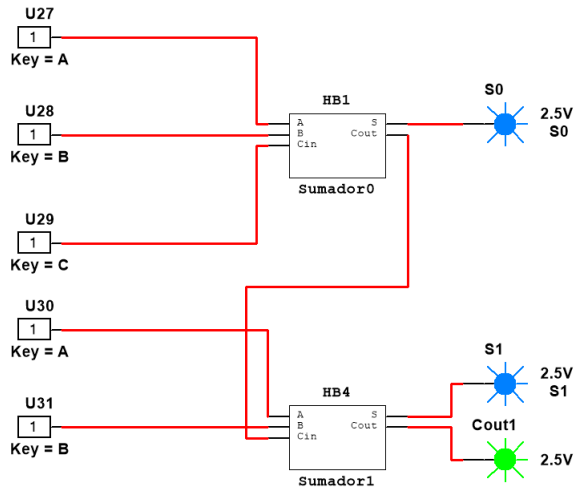 U27
1
Key = A
U28
1
Key = B
U29
1
Key = C
HB1
A
B
Cin
S
Cout
Sumador0
S0
2.5V
S0
U30
1
Key = A
U31
1
Key = B
HB4
A
B
Cin
S
Cout
Sumador1
S1
2.5V
S1
Cout1
2.5V